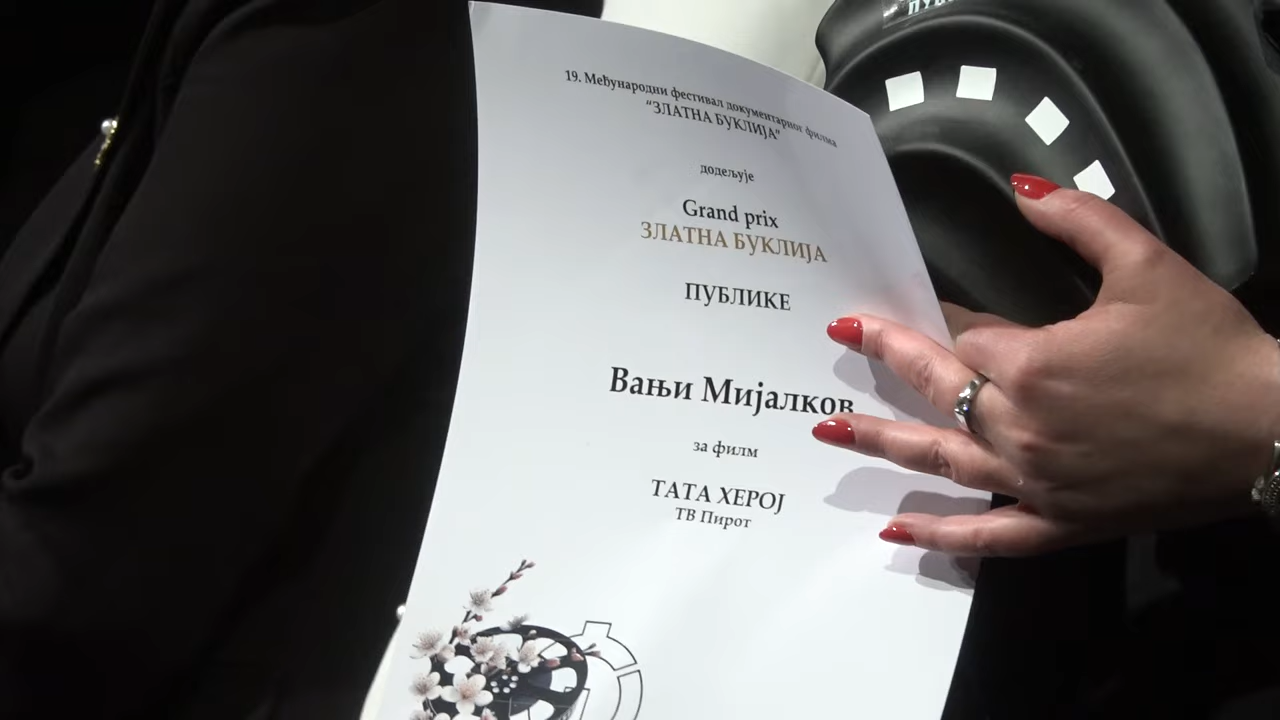 19. Међународни фестивал документарног филма
“ЗЛАТНА БУКЛИЈА”
додељује
Grand prix
ЗЛАТНА БУКЛИЈА
ПУБЛИКЕ
Вањи Мијалков
за филм
ТАТА ХЕРОЈ
ТВ Пирот